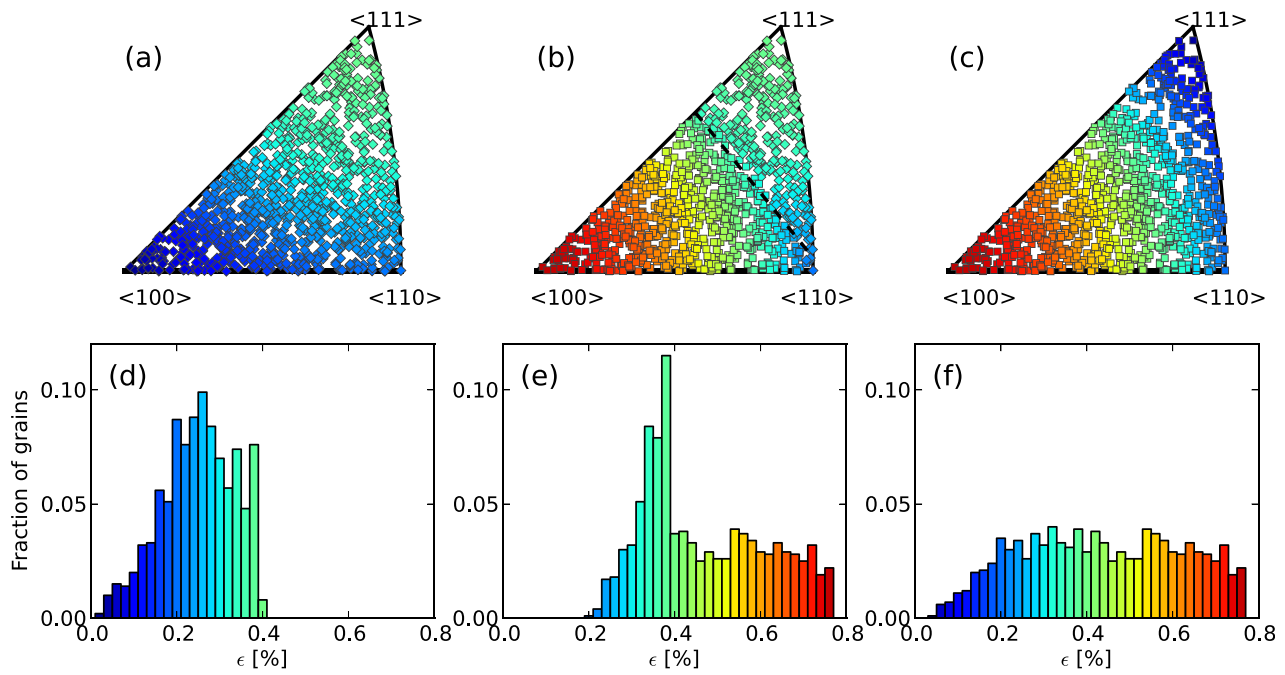 <111> <111> <111>
(a) (b) (c)
<100> <110> <100> <110> <100> <110>
(d) (e) (f)
Fraction of grains
0.10 0.10 0.10
0.05 0.05 0.05
0.00 0.00 0.00
0.0 0.2 0.4 0.6 0.8 0.0 0.2 0.4 0.6 0.8 0.0 0.2 0.4 0.6 0.8
ϵ [%] ϵ [%] ϵ [%]